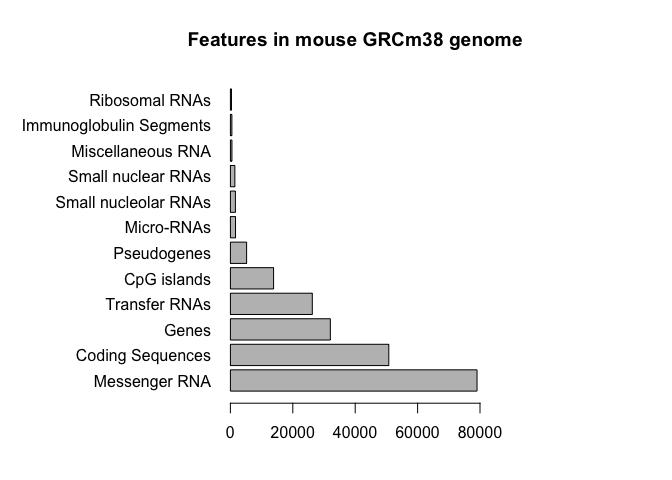 Features in mouse GRCm38 genome
Ribosomal RNAs
Immunoglobulin Segments
Miscellaneous RNA
Small nuclear RNAs
Small nucleolar RNAs
Micro-RNAs
Pseudogenes
CpG islands
Transfer RNAs
Genes
Coding Sequences
Messenger RNA
0 20000 40000 60000 80000